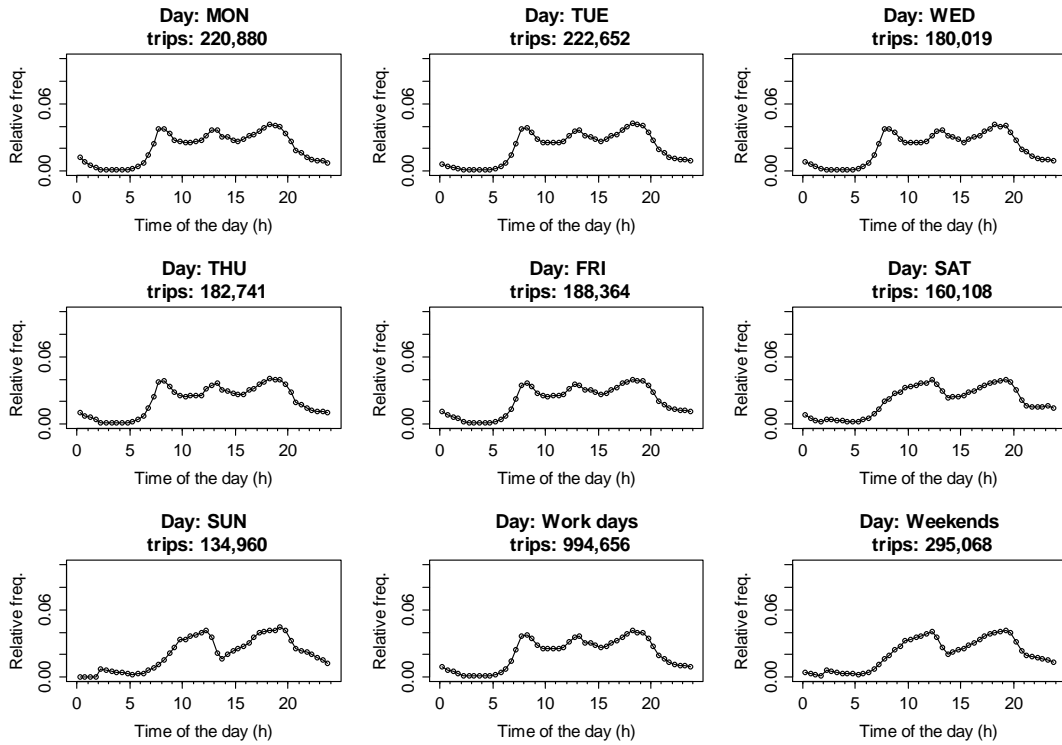 Day: MON
trips: 220,880
Relative freq.
0.00 0.06
0 5 10 15 20
Time of the day (h)
Day: TUE
trips: 222,652
Relative freq.
0.00 0.06
0 5 10 15 20
Time of the day (h)
Day: WED
trips: 180,019
Relative freq.
0.00 0.06
0 5 10 15 20
Time of the day (h)
Day: THU
trips: 182,741
Relative freq.
0.00 0.06
0 5 10 15 20
Time of the day (h)
Day: FRI
trips: 188,364
Relative freq.
0.00 0.06
0 5 10 15 20
Time of the day (h)
Day: SAT
trips: 160,108
Relative freq.
0.00 0.06
0 5 10 15 20
Time of the day (h)
Day: SUN
trips: 134,960
Relative freq.
0.00 0.06
0 5 10 15 20
Time of the day (h)
Day: Work days
trips: 994,656
Relative freq.
0.00 0.06
0 5 10 15 20
Time of the day (h)
Day: Weekends
trips: 295,068
Relative freq.
0.00 0.06
0 5 10 15 20
Time of the day (h)